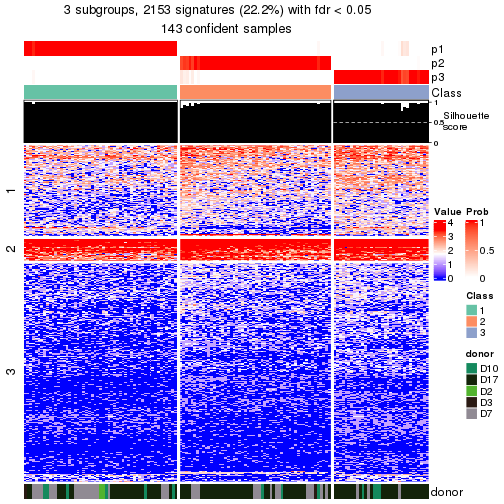 3 subgroups, 2153 signatures (22.2%) with fdr < 0.05
143 confident samples
p1
p2
p3
Class
1
0.5
0
Silhouette
score
1
2
3
Value
4
3
2
1
0
Prob
1
0.5
0
Class
1
2
3
donor
D10
D17
D2
D3
D7
donor